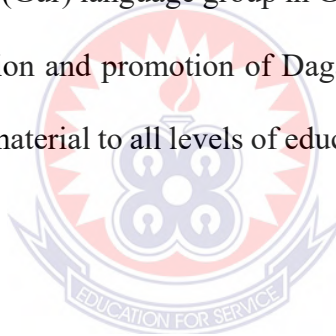 (Gur) language group in
ion and promotion of Dag
material to all levels of educ
EDUCATION FOR SERVICE